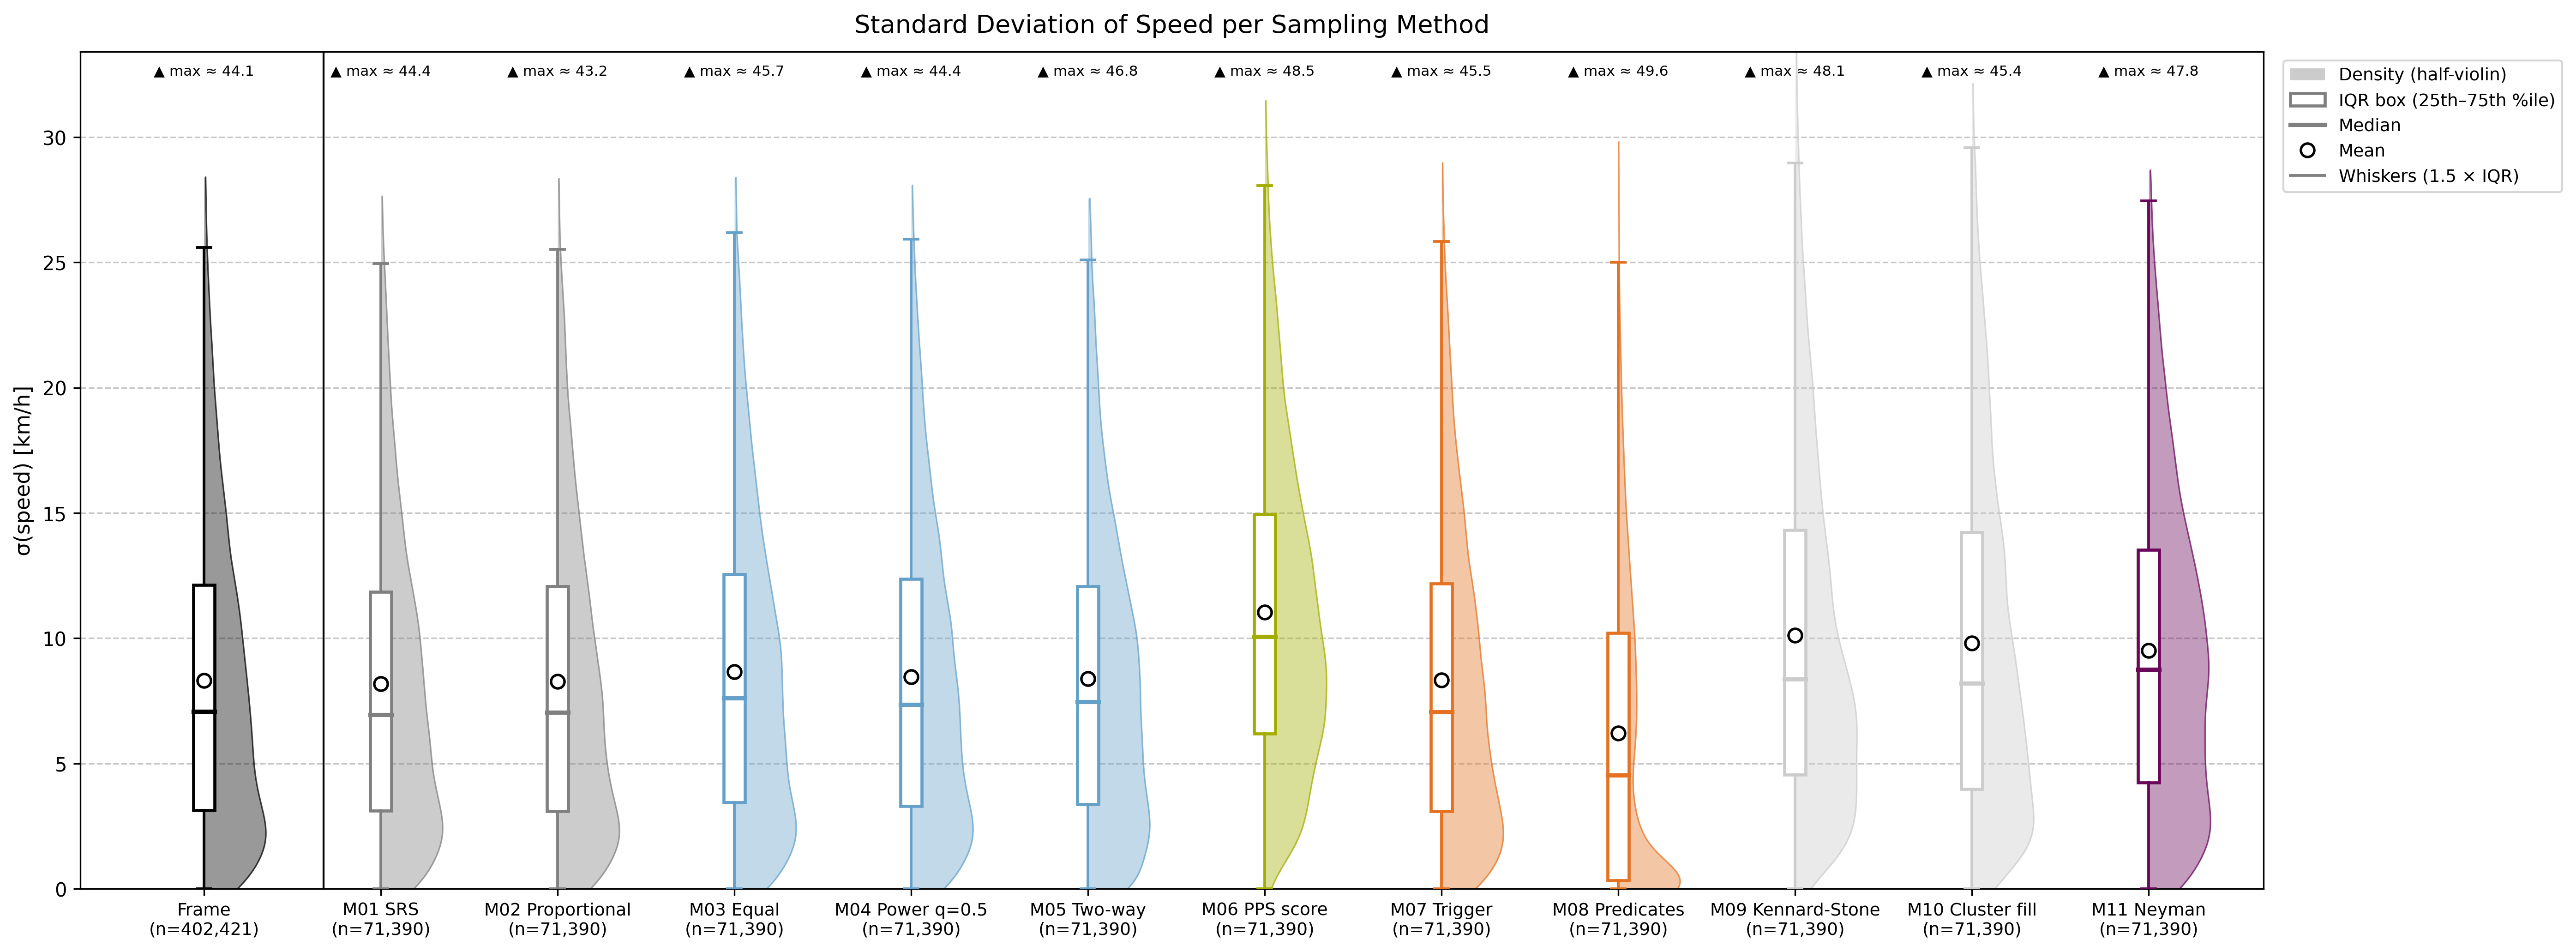 Standard Deviation of Speed per Sampling Method
▲ max ≈ 44.1
▲ max ≈ 44.4
▲ max ≈ 43.2
▲ max ≈ 45.7
▲ max ≈ 44.4
▲ max ≈ 46.8
▲ max ≈ 48.5
▲ max ≈ 45.5
▲ max ≈ 49.6
▲ max ≈ 48.1
▲ max ≈ 45.4
▲ max ≈ 47.8
Density (half-violin)
IQR box (25th–75th %ile)
Median
Mean
Whiskers (1.5 × IQR)
σ(speed) [km/h]
30
25
20
15
10
5
0
Frame
(n=402,421)
M01 SRS
(n=71,390)
M02 Proportional
(n=71,390)
M03 Equal
(n=71,390)
M04 Power q=0.5
(n=71,390)
M05 Two-way
(n=71,390)
M06 PPS score
(n=71,390)
M07 Trigger
(n=71,390)
M08 Predicates
(n=71,390)
M09 Kennard-Stone
(n=71,390)
M10 Cluster fill
(n=71,390)
M11 Neyman
(n=71,390)